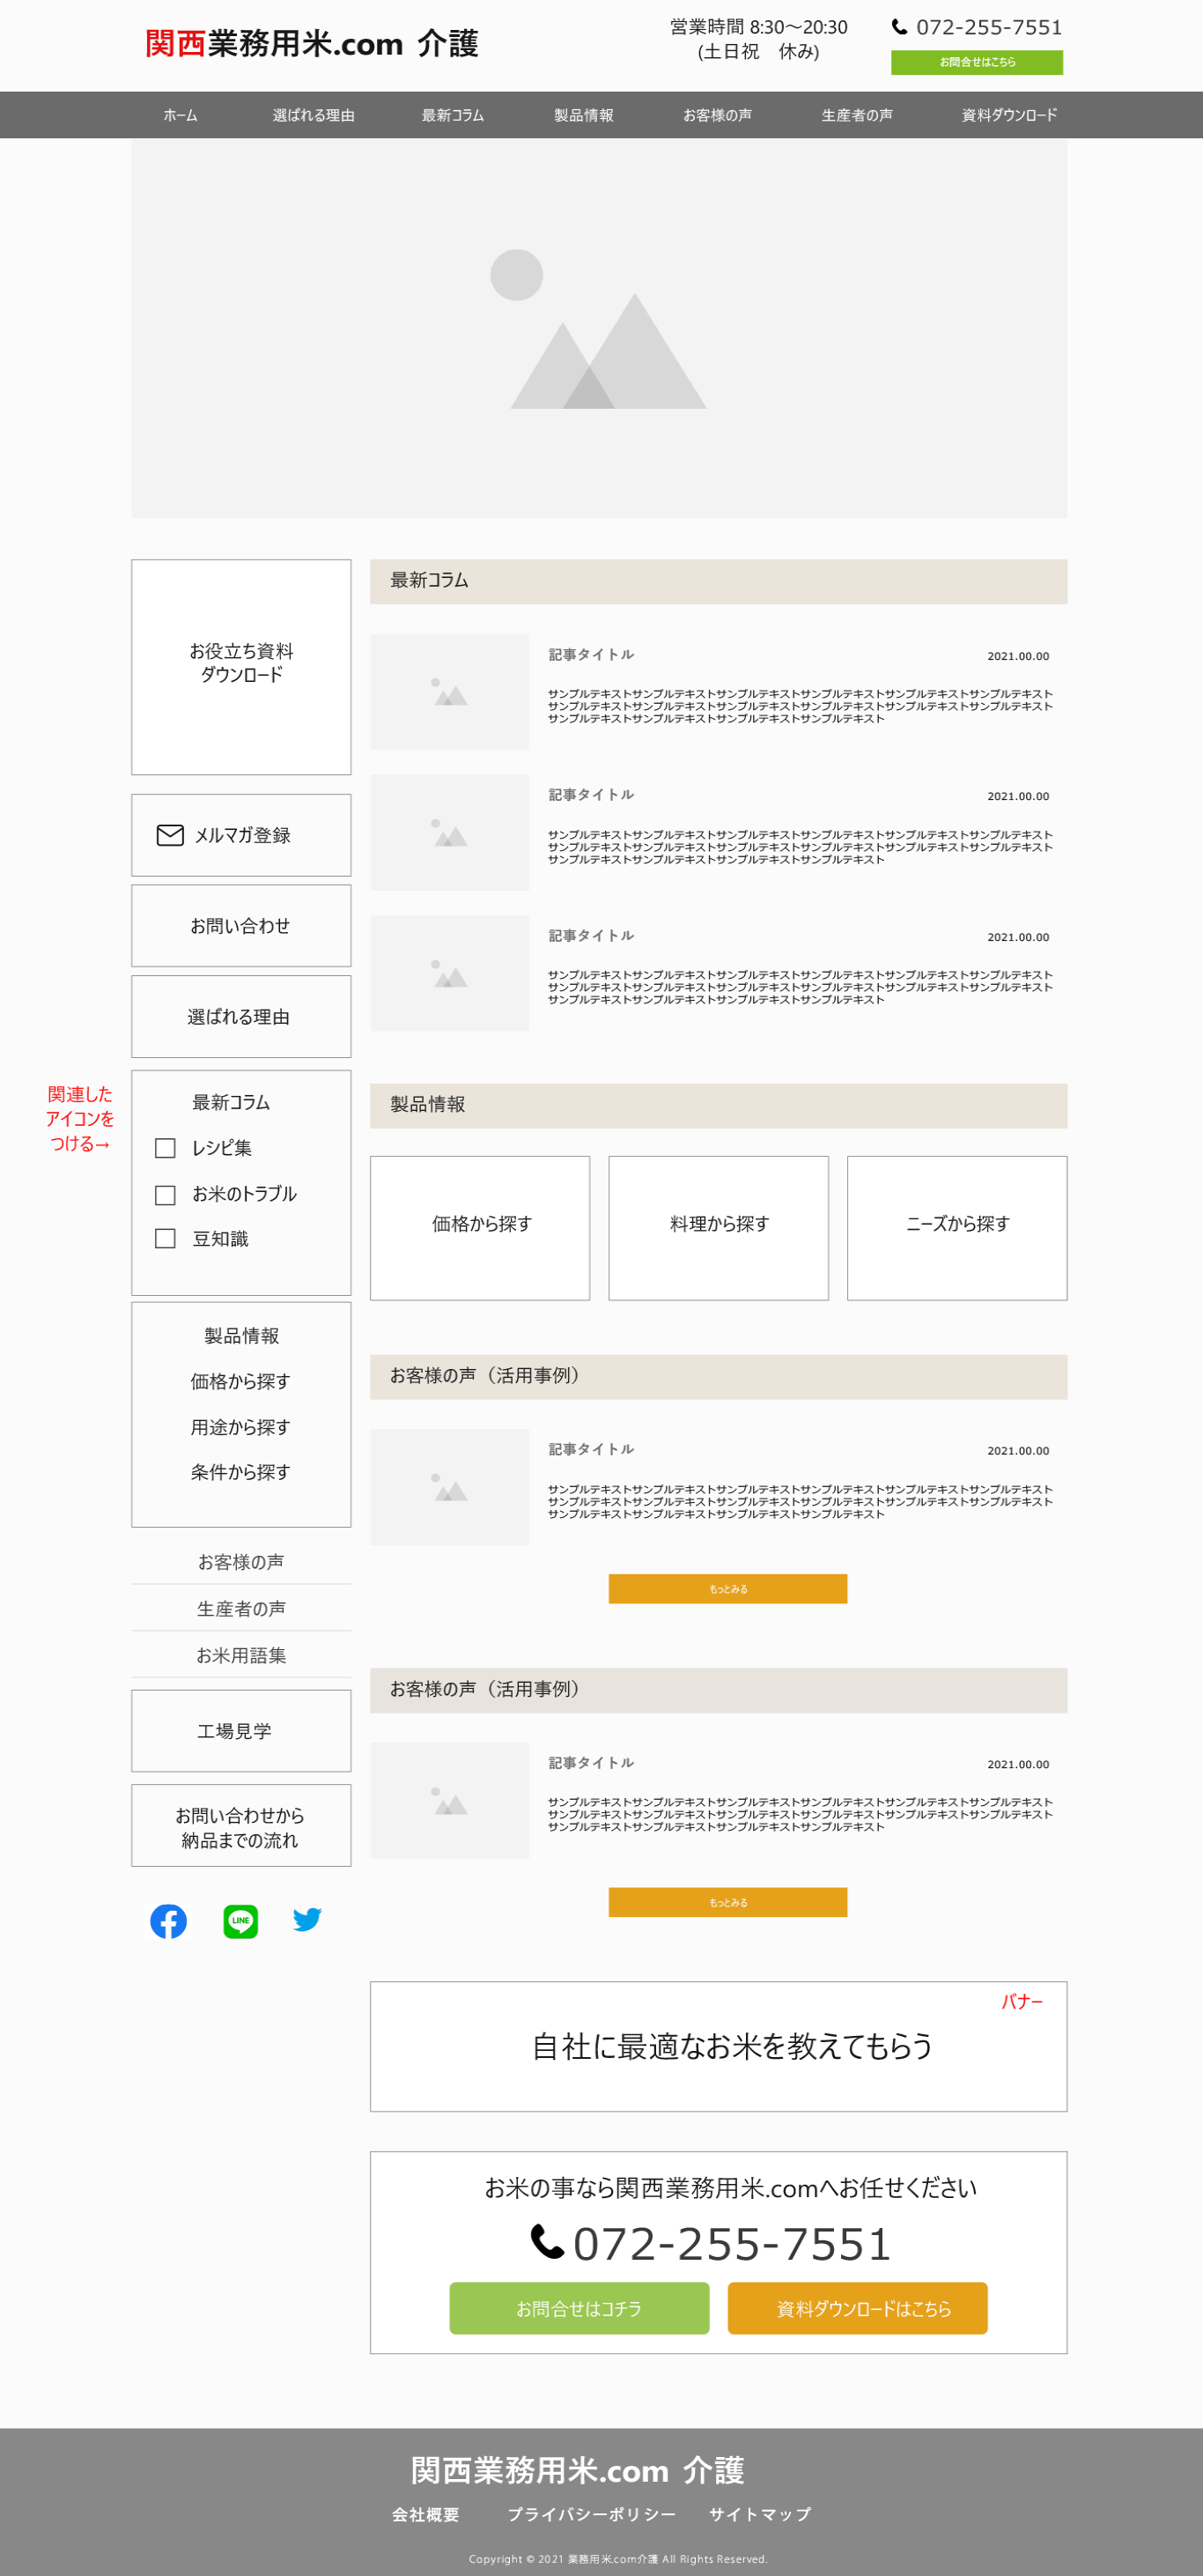 関西業務用米.com 介護
営業時間 8:30〜20:30
(土日祝　休み)
072-255-7551
お問合せはこちら
ホーム
選ばれる理由
最新コラム
製品情報
お客様の声
生産者の声
資料ダウンロード
お役立ち資料
ダウンロード
メルマガ登録
お問い合わせ
選ばれる理由
関連した
アイコンを
つける→
最新コラム
レシピ集
お米のトラブル
豆知識
製品情報
価格から探す
用途から探す
条件から探す
お客様の声
生産者の声
お米用語集
工場見学
お問い合わせから
納品までの流れ
LINE
最新コラム
記事タイトル
2021.00.00
サンプルテキストサンプルテキストサンプルテキストサンプルテキストサンプルテキストサンプルテキスト
サンプルテキストサンプルテキストサンプルテキストサンプルテキストサンプルテキストサンプルテキスト
サンプルテキストサンプルテキストサンプルテキストサンプルテキスト
記事タイトル
2021.00.00
サンプルテキストサンプルテキストサンプルテキストサンプルテキストサンプルテキストサンプルテキスト
サンプルテキストサンプルテキストサンプルテキストサンプルテキストサンプルテキストサンプルテキスト
サンプルテキストサンプルテキストサンプルテキストサンプルテキスト
記事タイトル
2021.00.00
サンプルテキストサンプルテキストサンプルテキストサンプルテキストサンプルテキストサンプルテキスト
サンプルテキストサンプルテキストサンプルテキストサンプルテキストサンプルテキストサンプルテキスト
サンプルテキストサンプルテキストサンプルテキストサンプルテキスト
製品情報
価格から探す
料理から探す
ニーズから探す
お客様の声（活用事例）
記事タイトル
2021.00.00
サンプルテキストサンプルテキストサンプルテキストサンプルテキストサンプルテキストサンプルテキスト
サンプルテキストサンプルテキストサンプルテキストサンプルテキストサンプルテキストサンプルテキスト
サンプルテキストサンプルテキストサンプルテキストサンプルテキスト
もっとみる
お客様の声（活用事例）
記事タイトル
2021.00.00
サンプルテキストサンプルテキストサンプルテキストサンプルテキストサンプルテキストサンプルテキスト
サンプルテキストサンプルテキストサンプルテキストサンプルテキストサンプルテキストサンプルテキスト
サンプルテキストサンプルテキストサンプルテキストサンプルテキスト
もっとみる
バナー
自社に最適なお米を教えてもらう
お米の事なら関西業務用米.comへお任せください
072-255-7551
お問合せはコチラ
資料ダウンロードはこちら
関西業務用米.com 介護
会社概要
プライバシーポリシー
サイトマップ
Copyright © 2021 業務用米.com介護 All Rights Reserved.